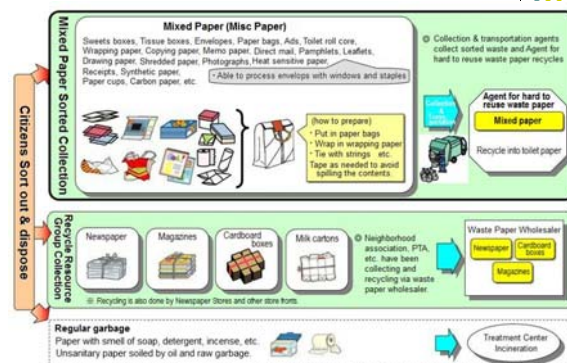 Citizens Sort out & dispose
Mixed Paper Sorted Collection
Mixed Paper (Misc Paper)
Sweets boxes, Tissue boxes, Envelopes, Paper bags, Ads, Toilet roll core,
Wrapping paper, Copying paper, Memo paper, Direct mail, Pamphlets, Leaflets,
Drawing paper, Shredded paper, Photographs, Heat sensitive paper,
Receipts, Synthetic paper,
Paper cups, Carbon paper, etc.
・Able to process envelops with windows and staples
(how to prepare)
・Put in paper bags
・Wrap in wrapping paper
・Tie with strings etc.
Tape as needed to avoid
spilling the contents.
◎ Collection & transportation agents
collect sorted waste and Agent for
hard to reuse waste paper recycles
Collection
&
Agent for hard to
reuse waste paper
Mixed paper
Recycle into toilet paper
Recycle Resource
Group Collection
Newspaper
Magazines
Cardboard
boxes
Milk cartons
◎ Neighborhood
association, PTA,
etc. have been
collecting and
recycling via waste
paper wholesaler.
Waste Paper Wholesaler
Newspaper
Cardboard
boxes
Magazines
※ Recycling is also done by Newspaper Stores and other store fronts.
Regular garbage
Paper with smell of soap, detergent, incense, etc.
Unsanitary paper soiled by oil and raw garbage.
Treatment Center
Incineration